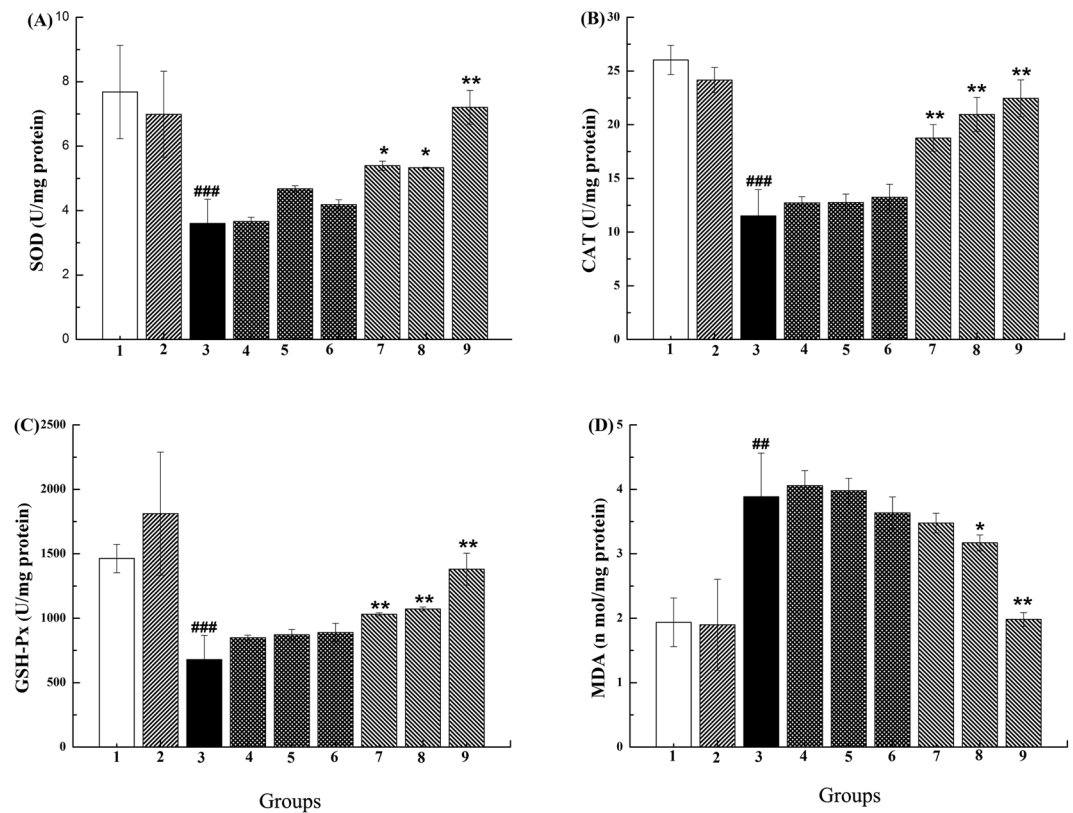 (A)
SOD (U/mg protein)
10
8
6
4
2
0
###
*
*
**
1 2 3 4 5 6 7 8 9
(B)
CAT (U/mg protein)
30
25
20
15
10
5
0
###
**
**
**
1 2 3 4 5 6 7 8 9
(C)
GSH-Px (U/mg protein)
2500
2000
1500
1000
500
0
###
**
**
**
1 2 3 4 5 6 7 8 9
Groups
(D)
MDA (n mol/mg protein)
5
4
3
2
1
0
##
*
**
1 2 3 4 5 6 7 8 9
Groups